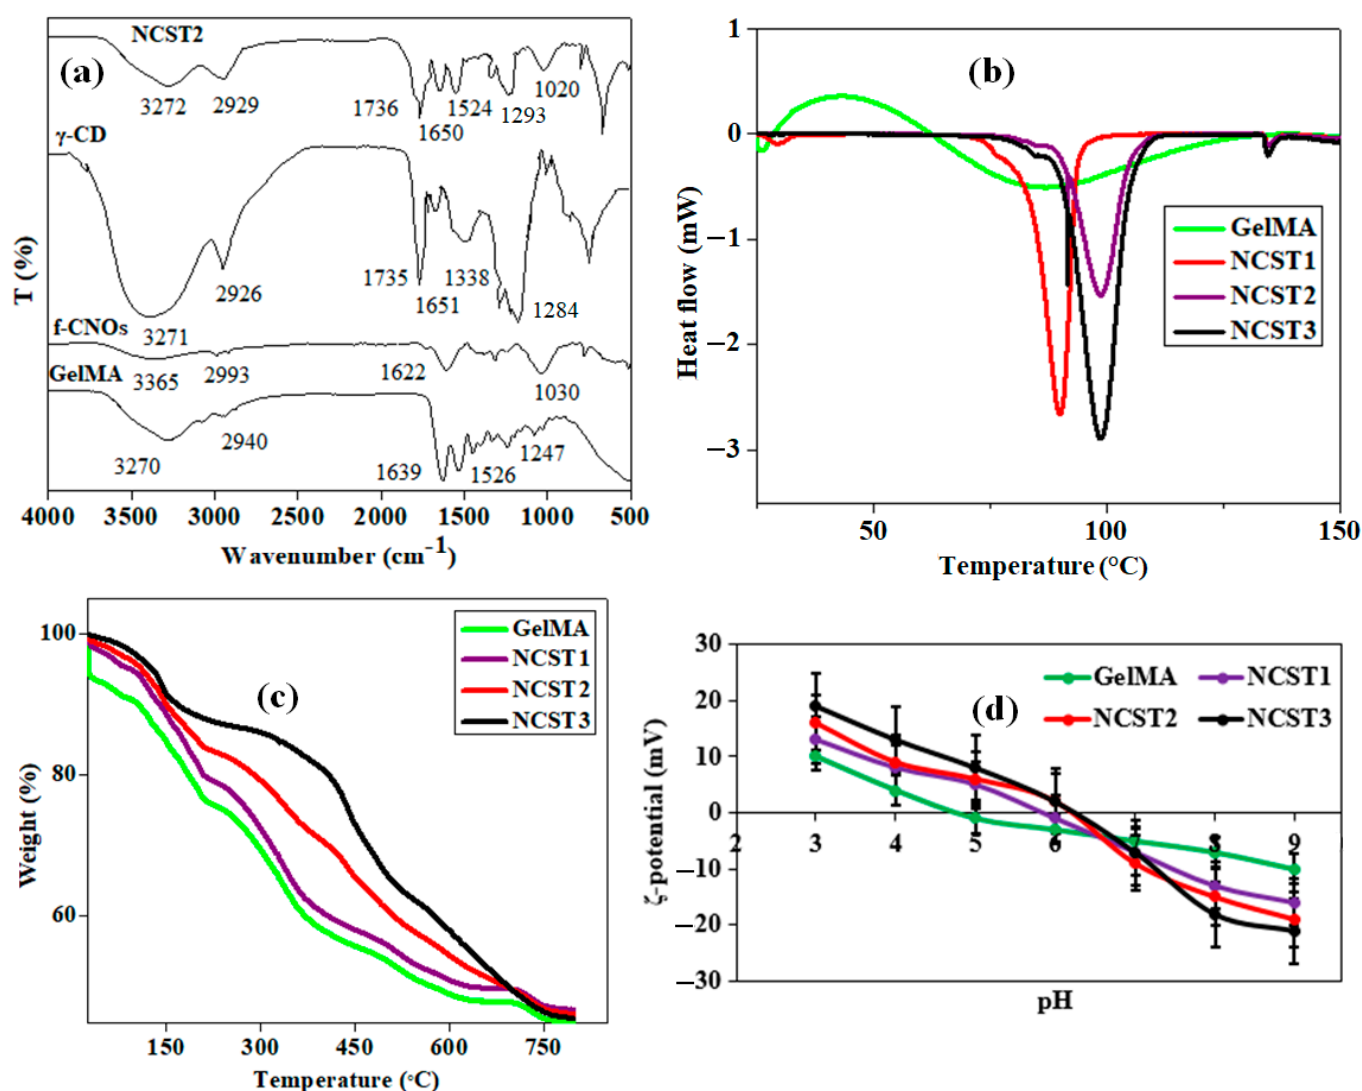 NCST2
(a)
3272
2929
1736
1650
1524
1293
1020
γ-CD
3271
2926
1735
1651
1338
1284
f-CNOs
3365
2993
1622
1030
GelMA
3270
2940
1639
1526
1247
T (%)
4000 3500 3000 2500 2000 1500 1000 500
Wavenumber (cm⁻¹)
(b)
1
0
−1
−2
−3
Heat flow (mW)
GelMA
NCST1
NCST2
NCST3
50 100 150
Temperature (°C)
(c)
100
80
60
Weight (%)
GelMA
NCST1
NCST2
NCST3
150 300 450 600 750
Temperature (◦C)
(d)
30
20
10
0
−10
−20
−30
ζ-potential (mV)
GelMA NCST1
NCST2 NCST3
2 3 4 5 6 7 8 9
pH